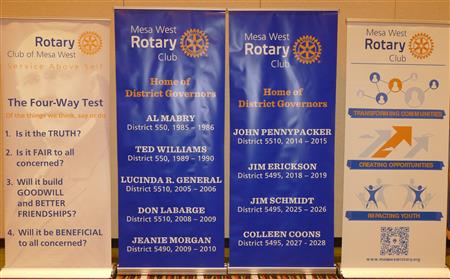 Rotary
Club of Mesa West
Service Above Self
The Four-Way Test
Of the things we think, say or do
1. Is it the TRUTH?
2. Is it FAIR to all
concerned?
3. Will it build
GOODWILL
and BETTER
FRIENDSHIPS?
4. Will it be BENEFICIAL
to all concerned?
Mesa West
Rotary
Club
Home of
District Governors
AL MABRY
District 550, 1985 – 1986
TED WILLIAMS
District 550, 1989 – 1990
LUCINDA R. GENERAL
District 5510, 2005 – 2006
DON LABARGE
District 5510, 2008 – 2009
JEANIE MORGAN
District 5490, 2009 – 2010
Mesa West
Rotary
Club
Home of
District Governors
JOHN PENNYPACKER
District 5510, 2014 – 2015
JIM ERICKSON
District 5495, 2018 – 2019
JIM SCHMIDT
District 5495, 2025 – 2026
COLLEEN COONS
District 5495, 2027 - 2028
Mesa West
Rotary
Club
TRANSFORMING COMMUNITIES
CREATING OPPORTUNITIES
IMPACTING YOUTH
www.mesawestrotary.org